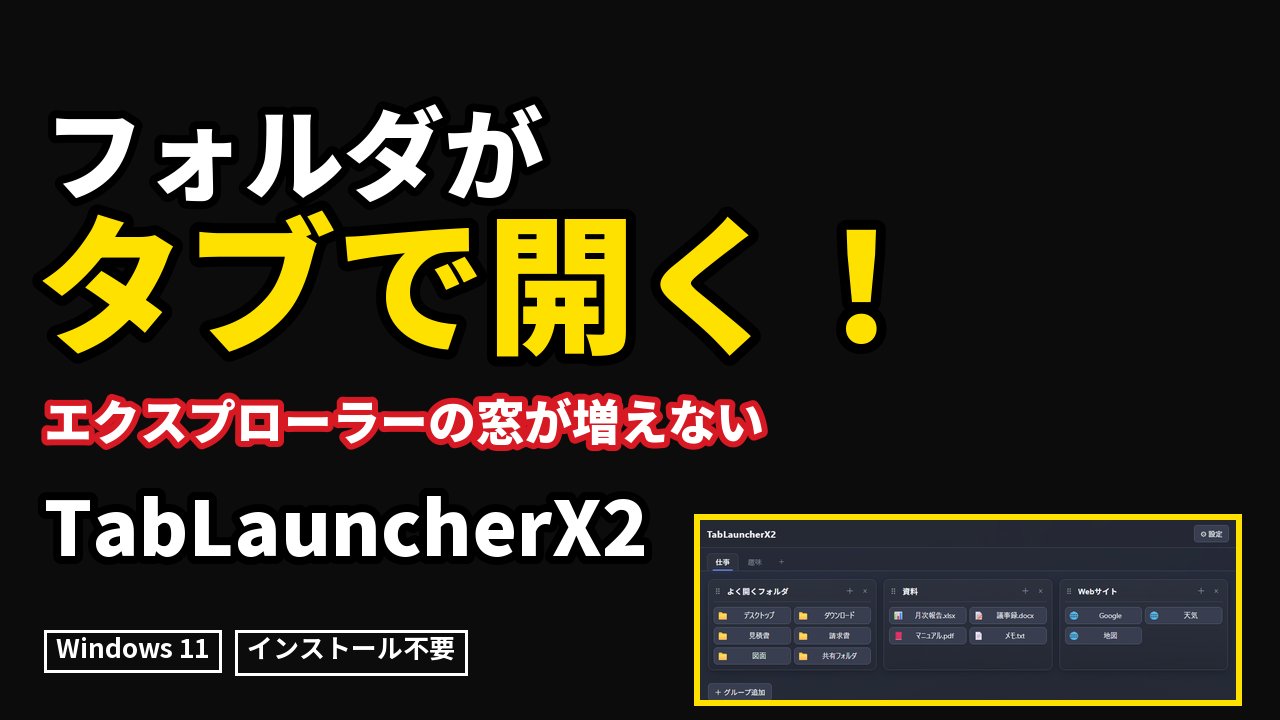 フォルダが
タブで開く！
エクスプローラーの窓が増えない
TabLauncherX2
Windows 11
インストール不要
TabLauncherX2
設定
仕事 趣味 +
よく開くフォルダ + ×
デスクトップ ダウンロード
見積書 請求書
図面 共有フォルダ
資料 + ×
月次報告.xlsx 議事録.docx
マニュアル.pdf メモ.txt
Webサイト + ×
Google 天気
地図
+ グループ追加